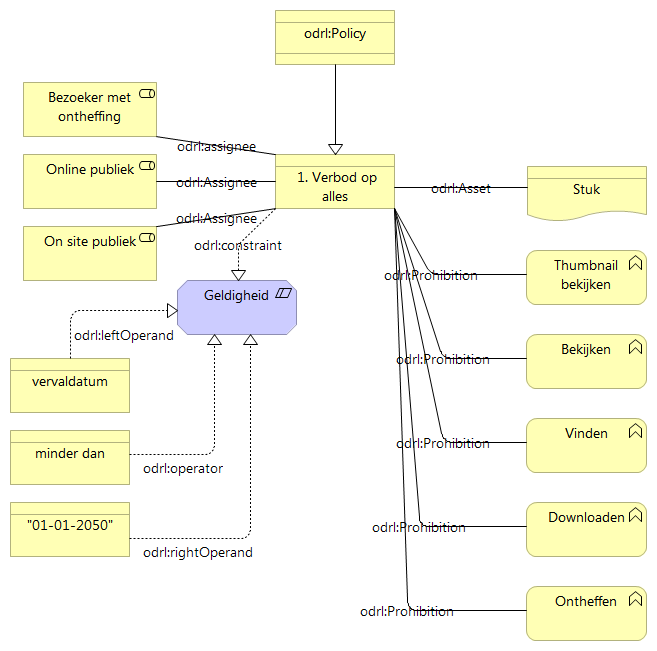 odrl:Policy
Bezoeker met
ontheffing
odrl:assignee
Online publiek
odrl:Assignee
1. Verbod op
alles
odrl:Asset
Stuk
odrl:Assignee
On site publiek
odrl:constraint
Thumbnail
bekijken
odrl:Prohibition
Geldigheid
odrl:leftOperand
Bekijken
odrl:Prohibition
vervaldatum
Vinden
odrl:Prohibition
minder dan
odrl:operator
Downloaden
odrl:Prohibition
"01-01-2050"
odrl:rightOperand
Ontheffen
odrl:Prohibition